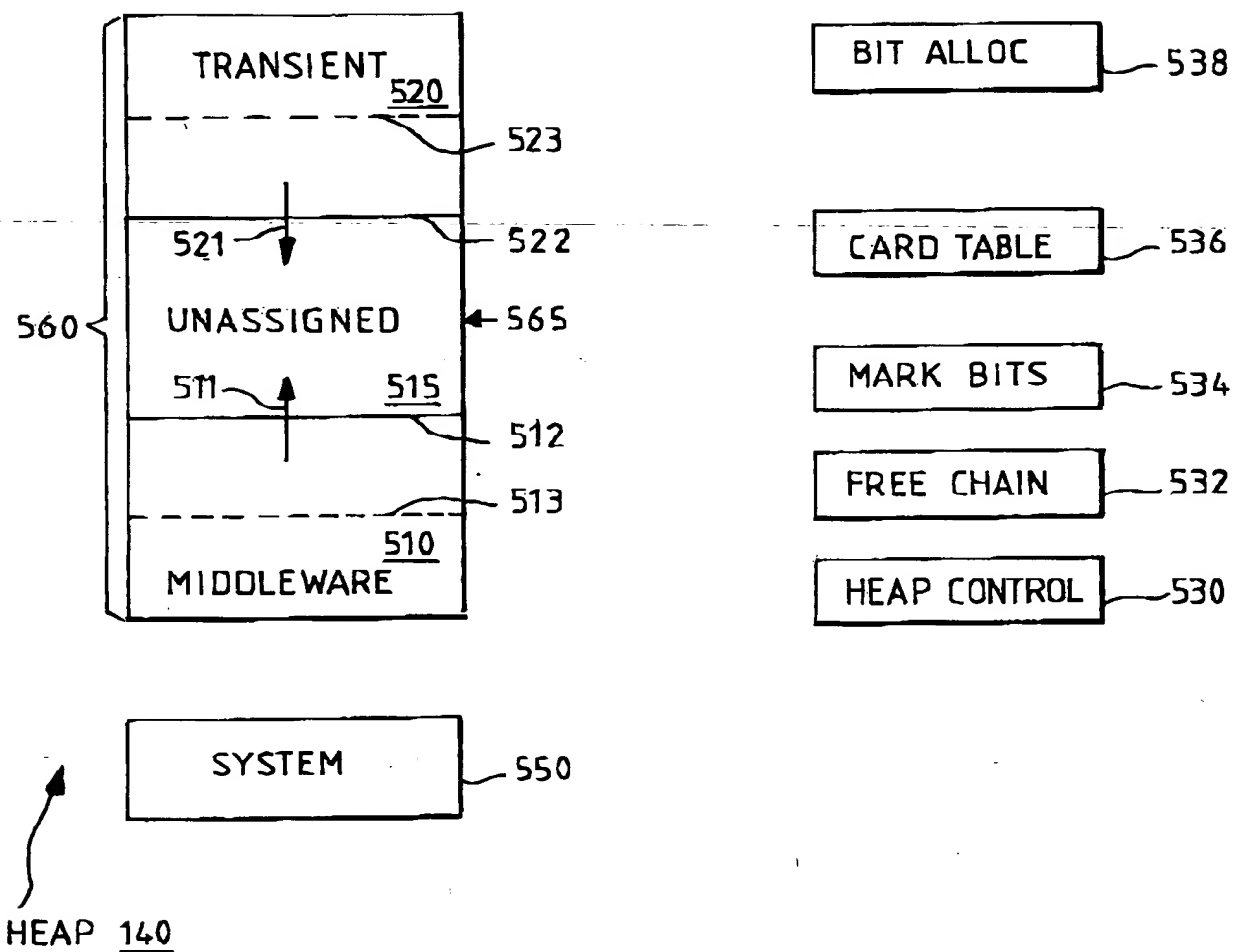 TRANSIENT
520
523
521
522
560
UNASSIGNED
565
511
515
512
513
510
MIDDLEWARE
SYSTEM
550
HEAP 140
BIT ALLOC
538
CARD TABLE
536
MARK BITS
534
FREE CHAIN
532
HEAP CONTROL
530